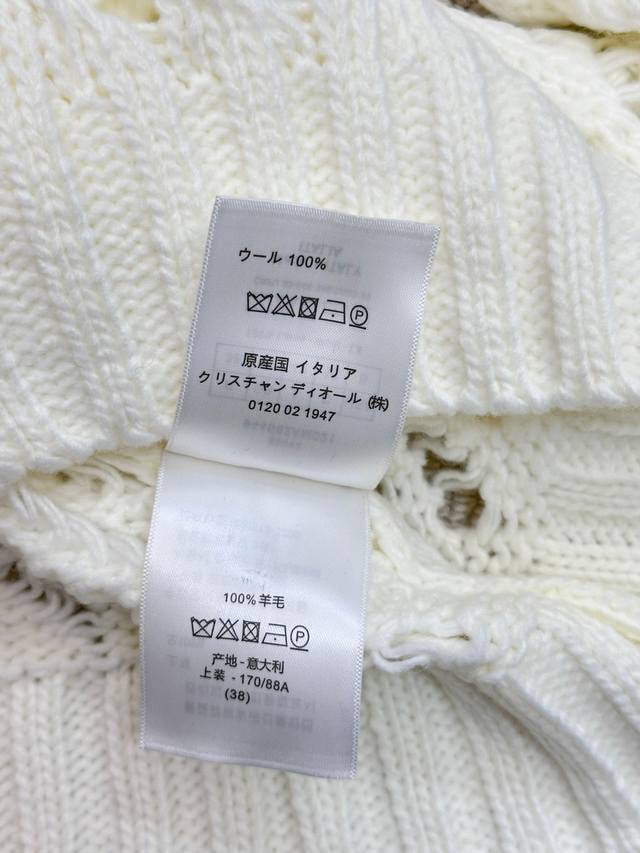 ウール 100%
原産国 イタリア
クリスチャン ディオール (株)
0120 02 1947
100%羊毛
产地-意大利
上装 - 170/88A
(38)